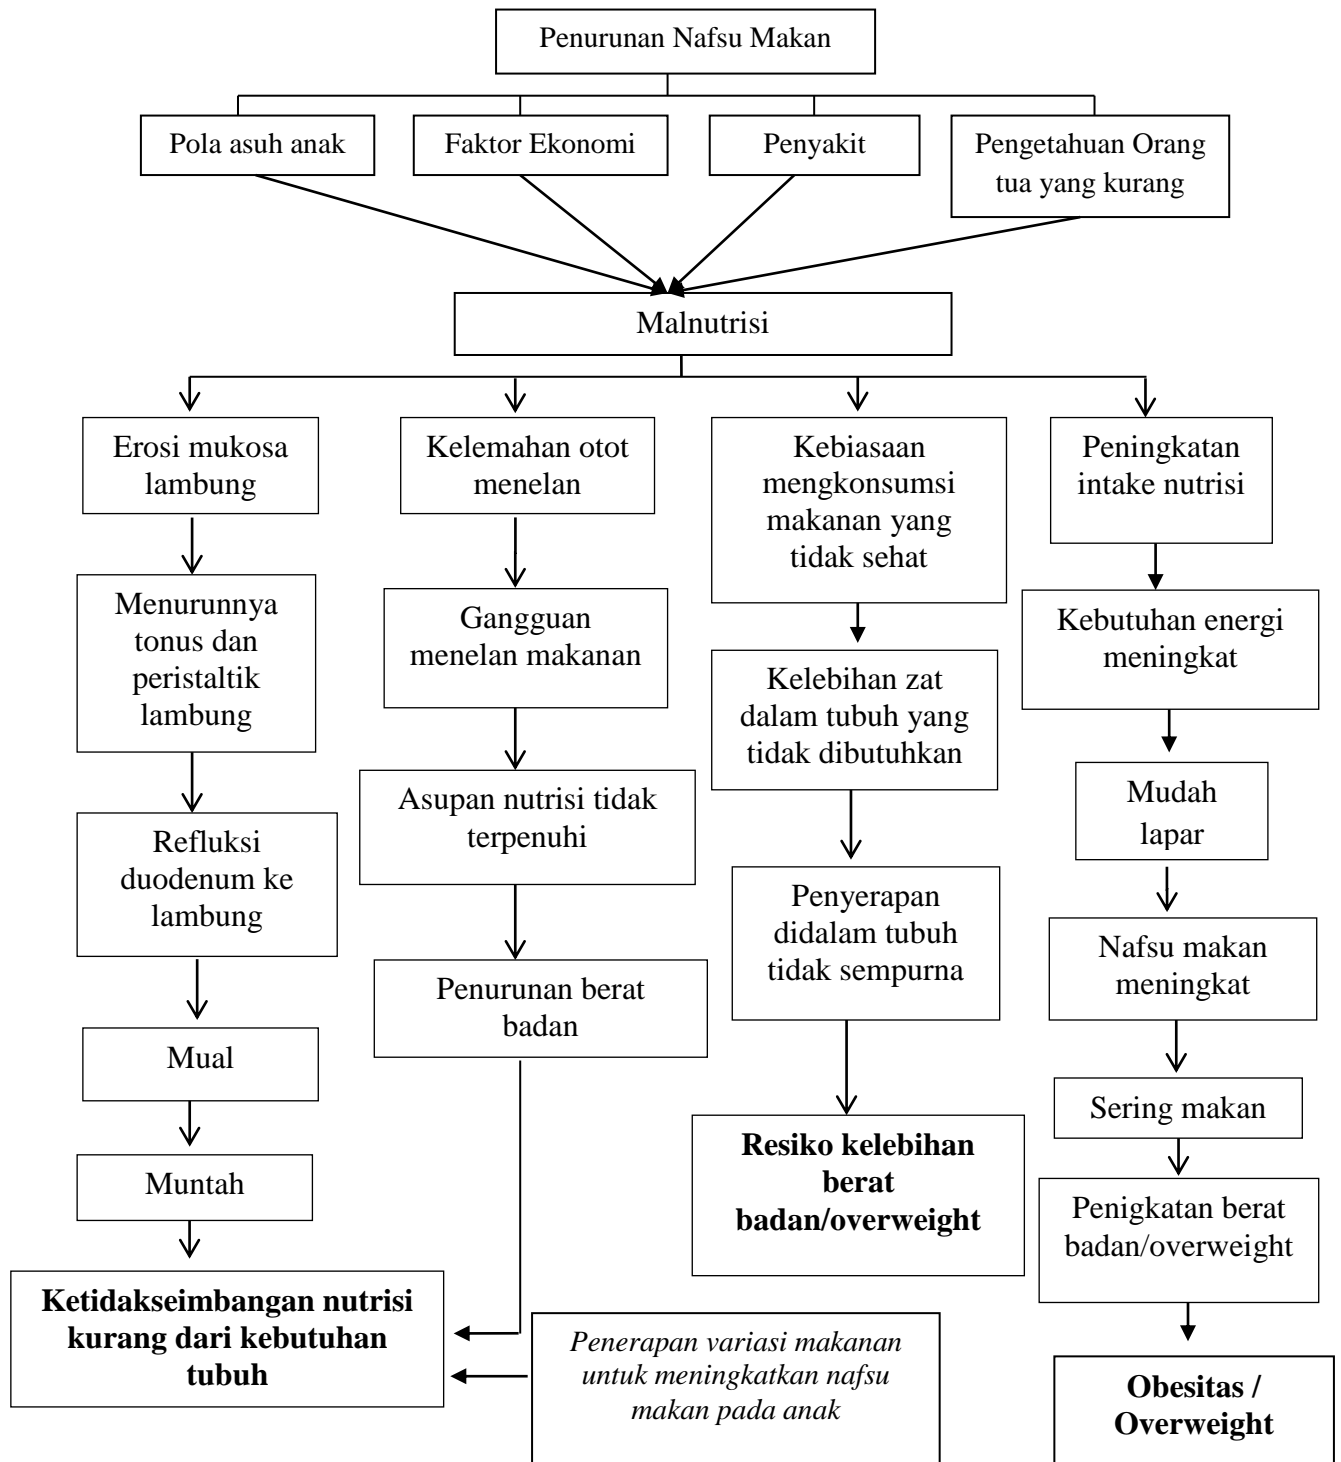 Penurunan Nafsu Makan
Pola asuh anak
Faktor Ekonomi
Penyakit
Pengetahuan Orang
tua yang kurang
Malnutrisi
Erosi mukosa
lambung
Menurunnya
tonus dan
peristaltik
lambung
Refluksi
duodenum ke
lambung
Mual
Muntah
Ketidakseimbangan nutrisi
kurang dari kebutuhan
tubuh
Kelemahan otot
menelan
Gangguan
menelan makanan
Asupan nutrisi tidak
terpenuhi
Penurunan berat
badan
Penerapan variasi makanan
untuk meningkatkan nafsu
makan pada anak
Kebiasaan
mengkonsumsi
makanan yang
tidak sehat
Kelebihan zat
dalam tubuh yang
tidak dibutuhkan
Penyerapan
didalam tubuh
tidak sempurna
Resiko kelebihan
berat
badan/overweight
Peningkatan
intake nutrisi
Kebutuhan energi
meningkat
Mudah
lapar
Nafsu makan
meningkat
Sering makan
Penigkatan berat
badan/overweight
Obesitas /
Overweight